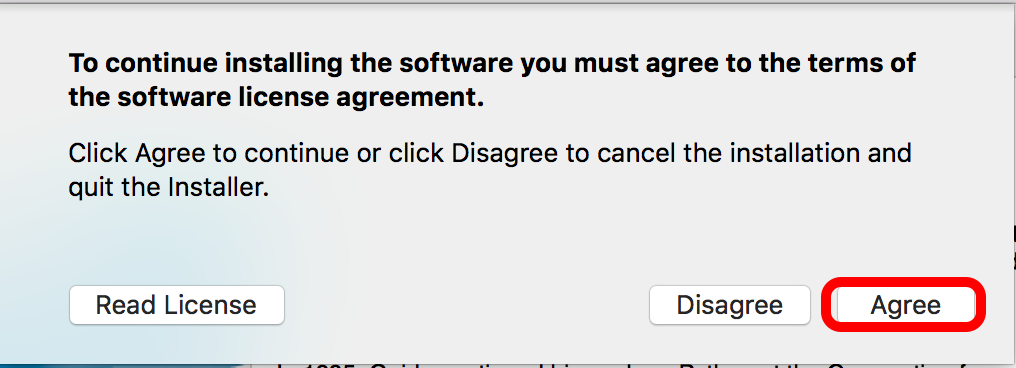 To continue installing the software you must agree to the terms of
the software license agreement.
Click Agree to continue or click Disagree to cancel the installation and
quit the Installer.
Read License Disagree Agree